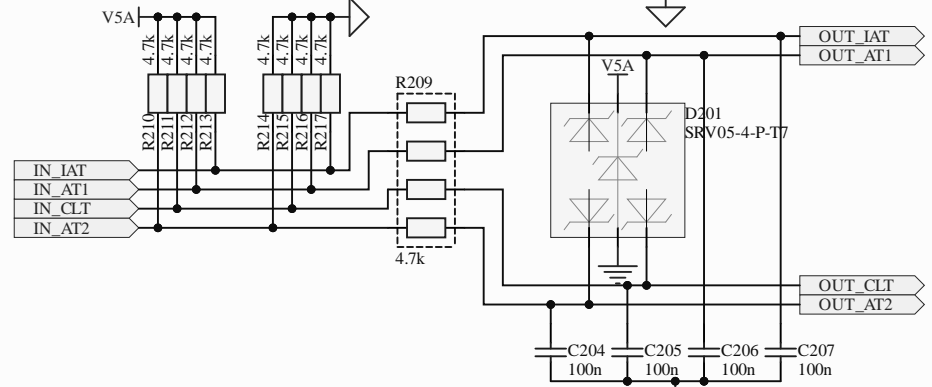 V5A
4.7k
4.7k
4.7k
4.7k
4.7k
4.7k
4.7k
4.7k
R210
R211
R212
R213
R214
R215
R216
R217
R209
4.7k
IN_IAT
IN_AT1
IN_CLT
IN_AT2
V5A
D201
SRV05-4-P-T7
OUT_IAT
OUT_AT1
OUT_CLT
OUT_AT2
C204
100n
C205
100n
C206
100n
C207
100n